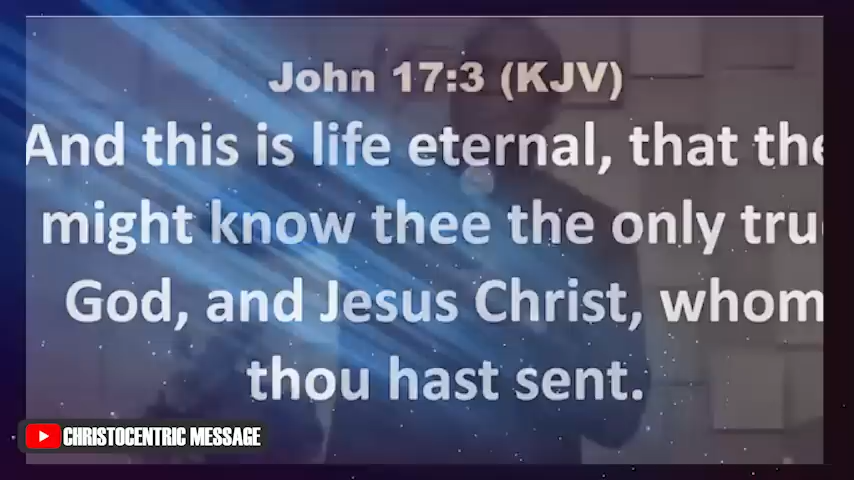 John 17:3 (KJV)
And this is life eternal, that the
might know thee the only tru
God, and Jesus Christ, whom
thou hast sent.
CHRISTOCENTRIC MESSAGE